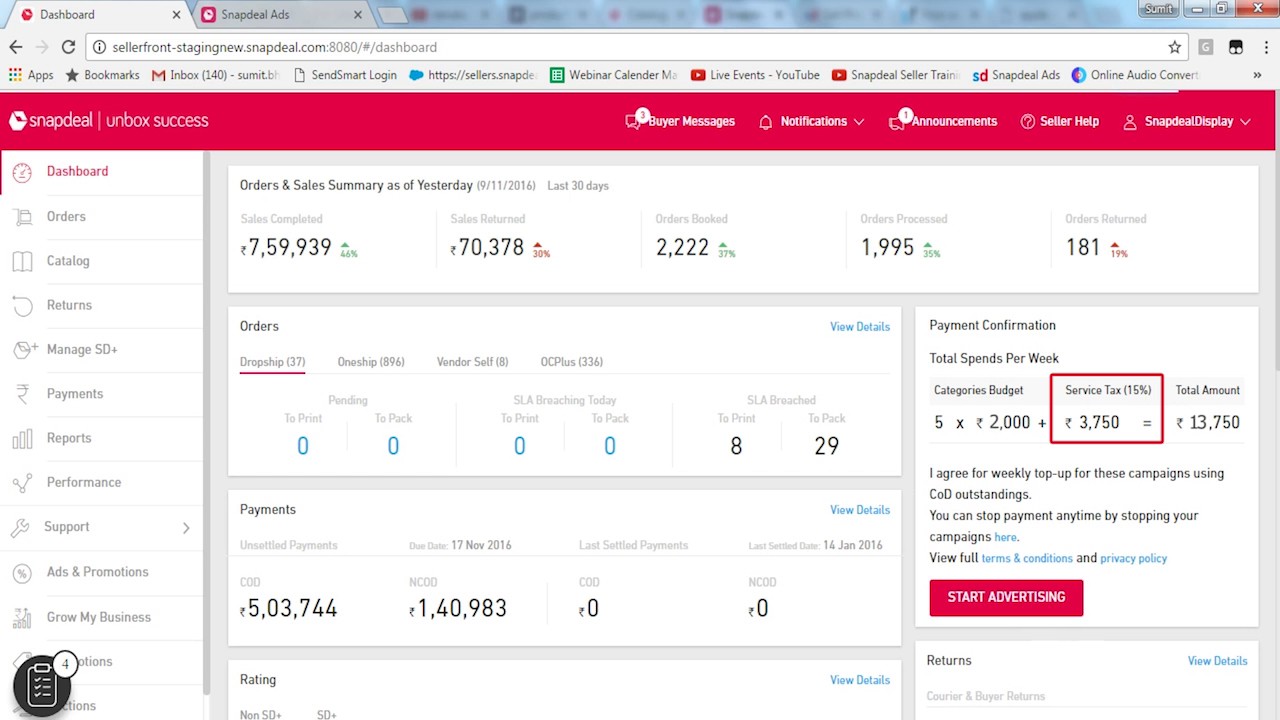 Dashboard
Snapdeal Ads
Sumit
sellerfront-stagingnew.snapdeal.com:8080/#/dashboard
Apps
Bookmarks
Inbox (140) - sumit.bh
SendSmart Login
https://sellers.snapde
Webinar Calender Ma
Live Events - YouTube
Snapdeal Seller Traini
sd Snapdeal Ads
Online Audio Convert
»
snapdeal | unbox success
3
Buyer Messages
Notifications
1
Announcements
Seller Help
SnapdealDisplay
Dashboard
Orders
Catalog
Returns
Manage SD+
Payments
Reports
Performance
Support
Ads & Promotions
Grow My Business
otions
4
ctions
Orders & Sales Summary as of Yesterday (9/11/2016) Last 30 days
Sales Completed
₹7,59,939 46%
Sales Returned
₹70,378 30%
Orders Booked
2,222 37%
Orders Processed
1,995 35%
Orders Returned
181 19%
Orders
View Details
Dropship (37) Oneship (896) Vendor Self (8) OCPlus (336)
Pending SLA Breaching Today SLA Breached
To Print To Pack To Print To Pack To Print To Pack
0 0 0 0 8 29
Payments
View Details
Unsettled Payments Due Date: 17 Nov 2016 Last Settled Payments Last Settled Date: 14 Jan 2016
COD NCOD COD NCOD
₹5,03,744 ₹1,40,983 ₹0 ₹0
Rating
View Details
Non SD+ SD+
Payment Confirmation
Total Spends Per Week
Categories Budget Service Tax (15%) Total Amount
5 x ₹ 2,000 + ₹ 3,750 = ₹ 13,750
I agree for weekly top-up for these campaigns using
CoD outstandings.
You can stop payment anytime by stopping your
campaigns here.
View full terms & conditions and privacy policy
START ADVERTISING
Returns
View Details
Courier & Buyer Returns